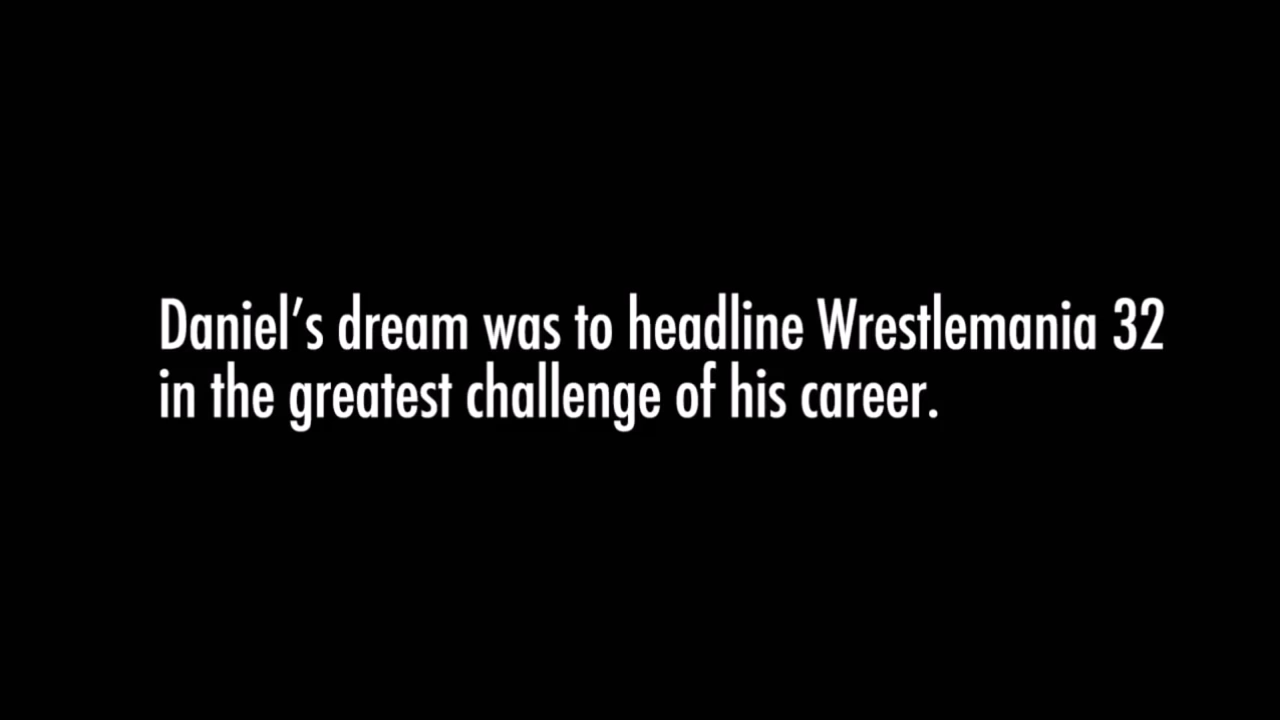 Daniel’s dream was to headline Wrestlemania 32
in the greatest challenge of his career.